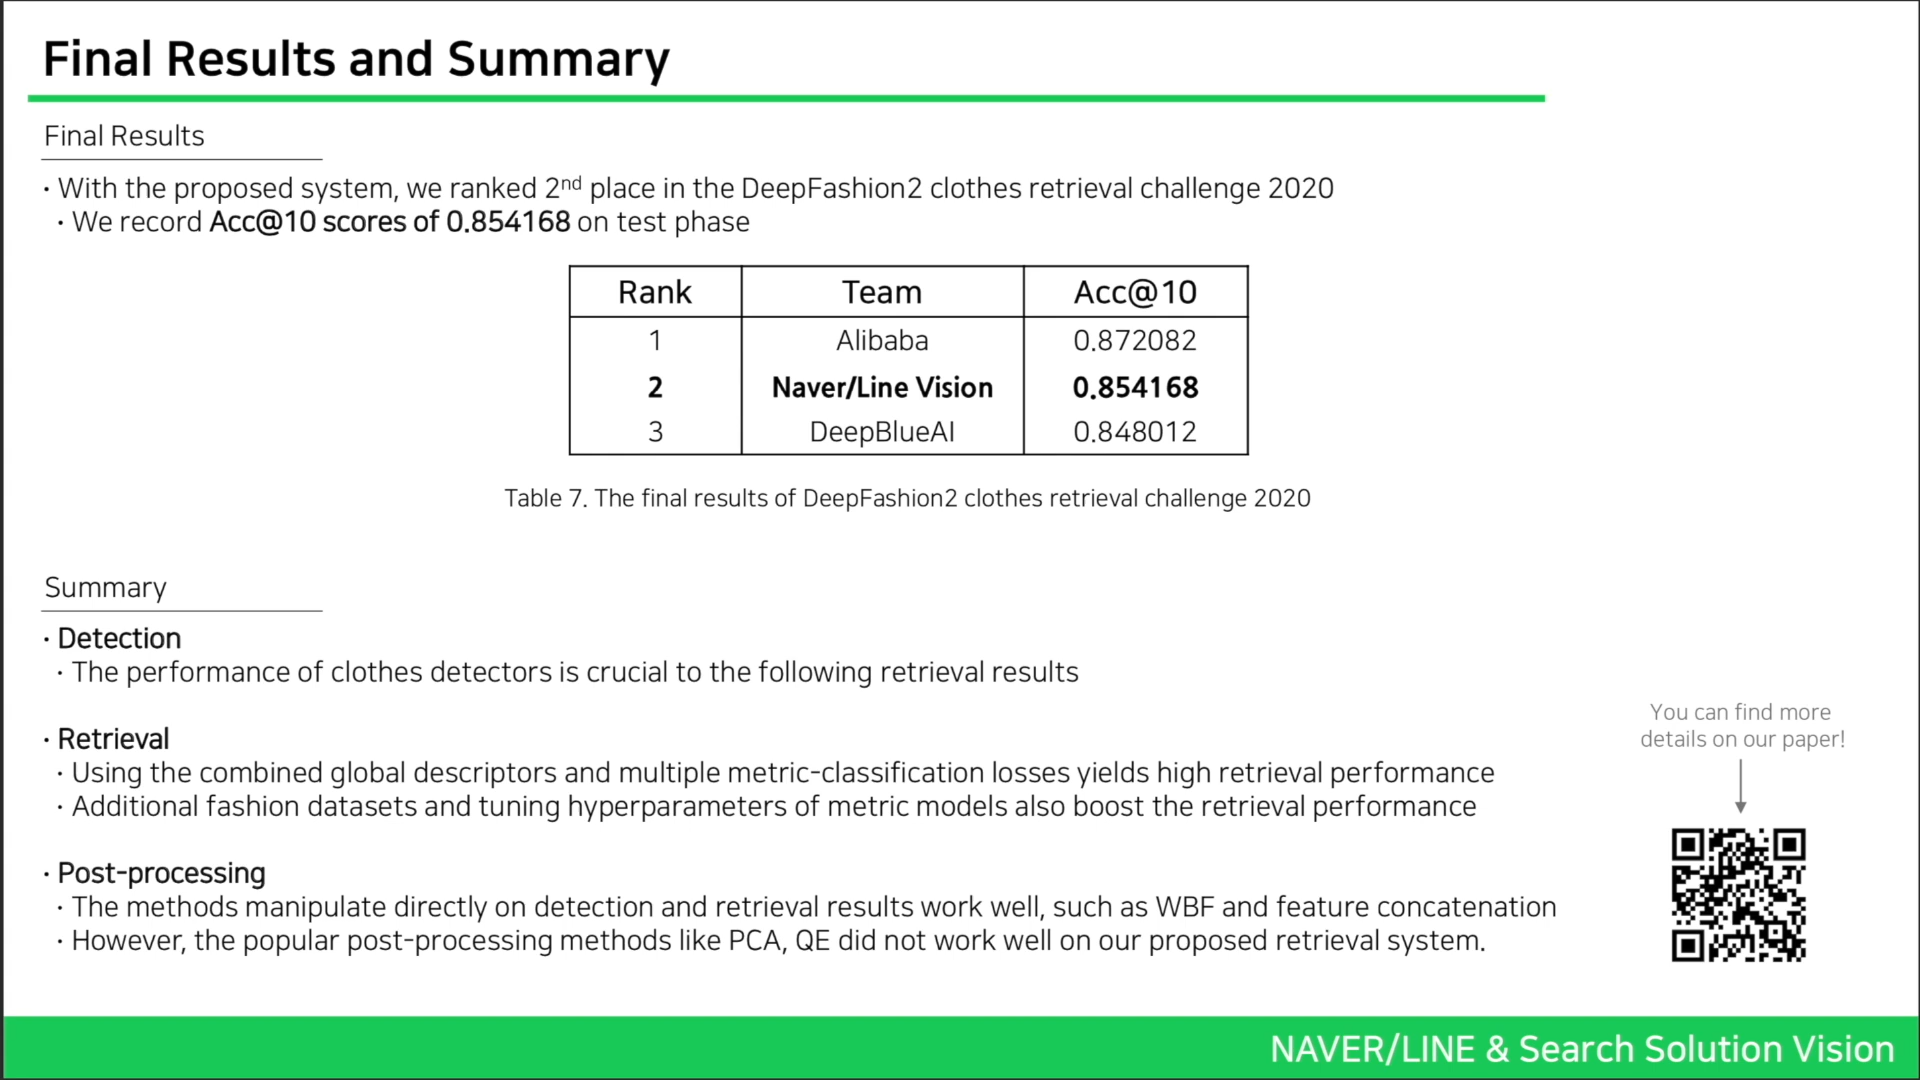 Final Results and Summary
Final Results
· With the proposed system, we ranked 2nd place in the DeepFashion2 clothes retrieval challenge 2020
· We record Acc@10 scores of 0.854168 on test phase
Rank Team Acc@10
1 Alibaba 0.872082
2 Naver/Line Vision 0.854168
3 DeepBlueAI 0.848012
Table 7. The final results of DeepFashion2 clothes retrieval challenge 2020
Summary
· Detection
· The performance of clothes detectors is crucial to the following retrieval results
· Retrieval
· Using the combined global descriptors and multiple metric-classification losses yields high retrieval performance
· Additional fashion datasets and tuning hyperparameters of metric models also boost the retrieval performance
· Post-processing
· The methods manipulate directly on detection and retrieval results work well, such as WBF and feature concatenation
· However, the popular post-processing methods like PCA, QE did not work well on our proposed retrieval system.
You can find more
details on our paper!
NAVER/LINE & Search Solution Vision